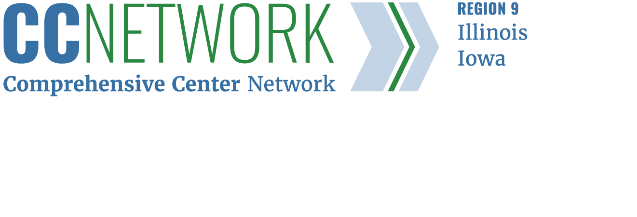 CCNETWORK
Comprehensive Center Network
REGION 9
Illinois
Iowa